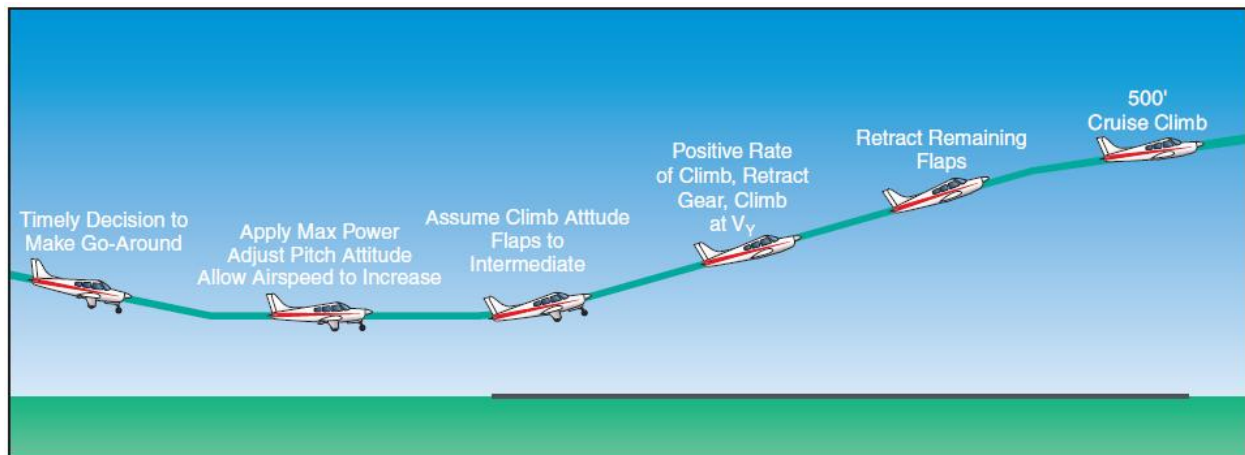 Timely Decision to
Make Go-Around
Apply Max Power
Adjust Pitch Attitude
Allow Airspeed to Increase
Assume Climb Atttude
Flaps to
Intermediate
Positive Rate
of Climb, Retract
Gear, Climb
at VY
Retract Remaining
Flaps
500'
Cruise Climb